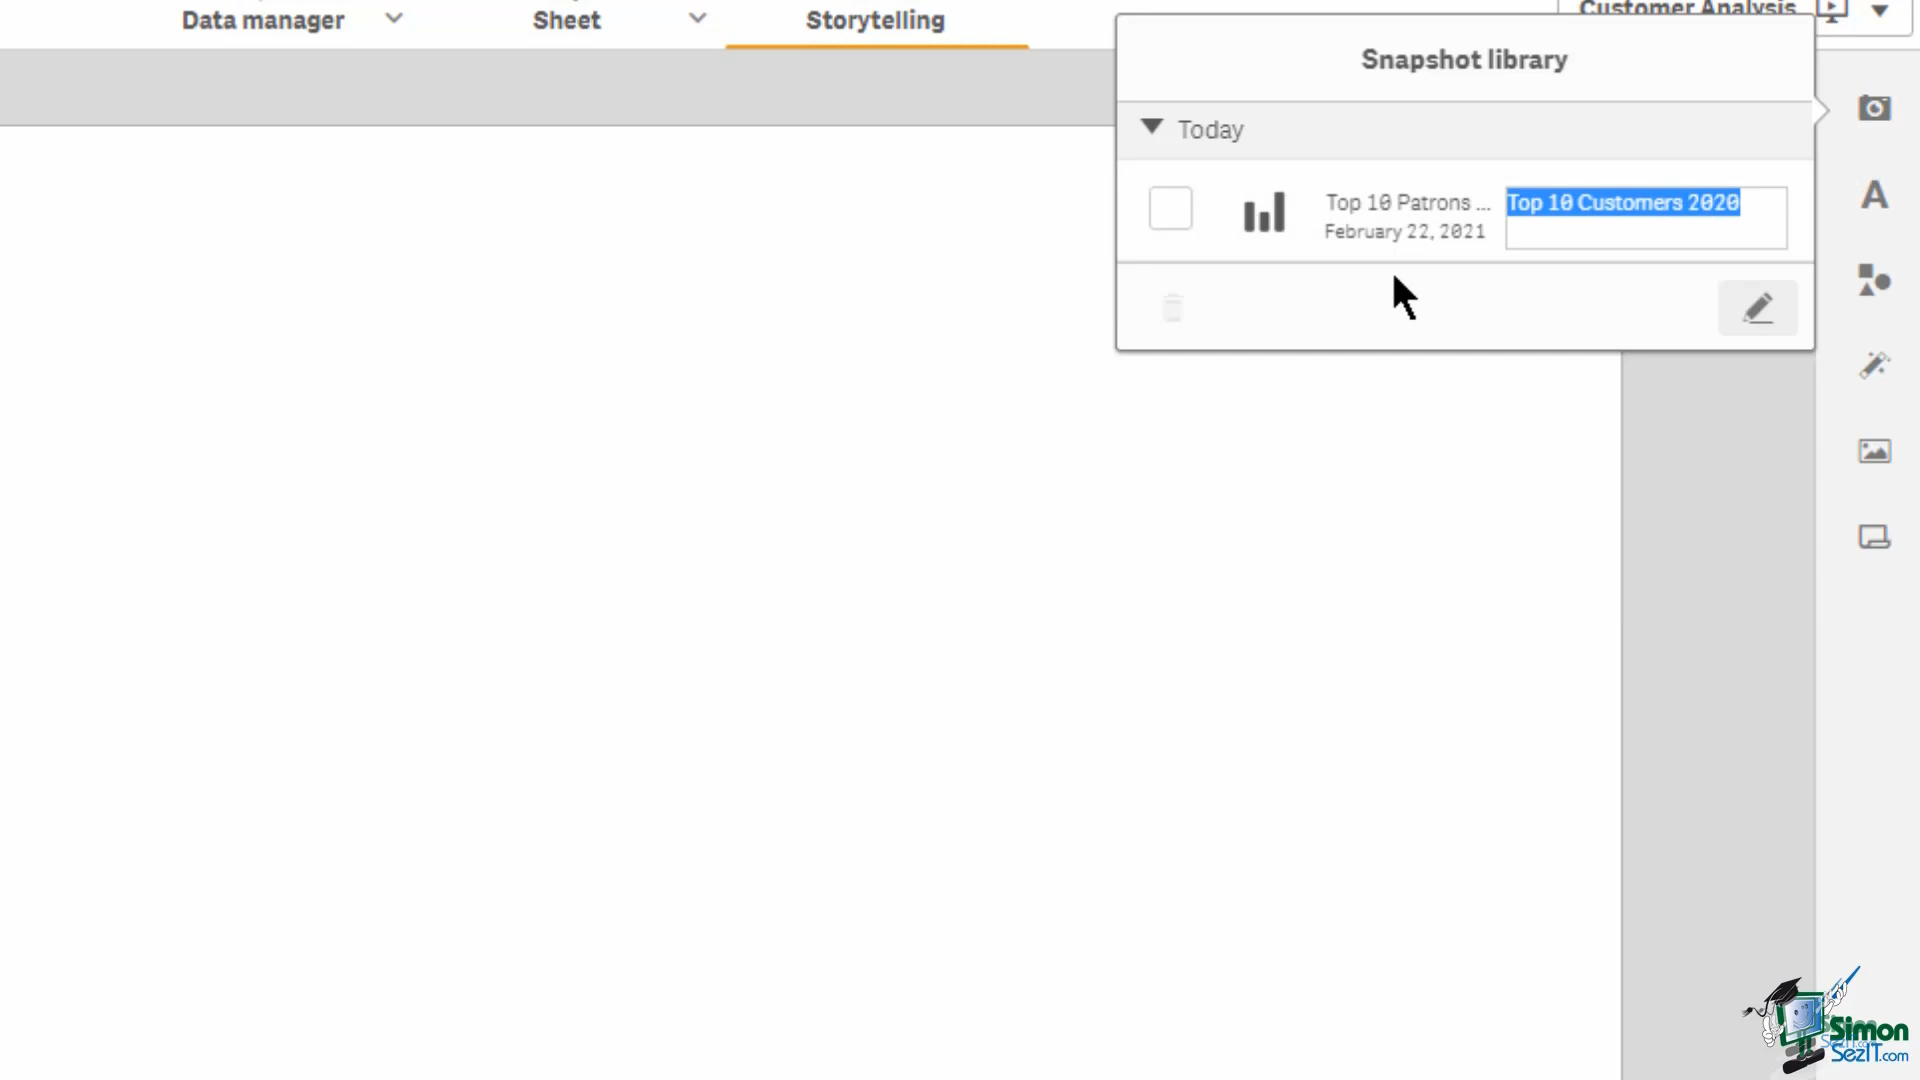 Data manager
Sheet
Storytelling
Customer Analysis
Snapshot library
Today
Top 10 Patrons ...
Top 10 Customers 2020
February 22, 2021
A
Simon
SezIT.com